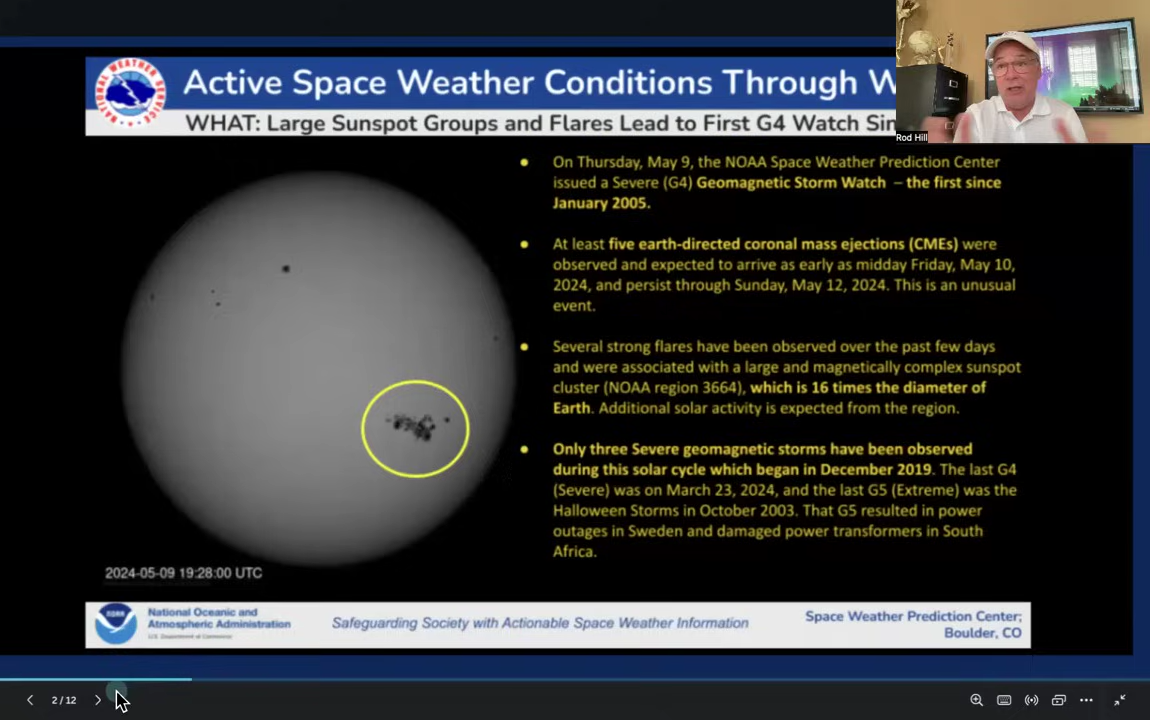 NATIONAL WEATHER SERVICE
Active Space Weather Conditions Through W
WHAT: Large Sunspot Groups and Flares Lead to First G4 Watch Sin
Rod Hill
On Thursday, May 9, the NOAA Space Weather Prediction Center
issued a Severe (G4) Geomagnetic Storm Watch – the first since
January 2005.
At least five earth-directed coronal mass ejections (CMEs) were
observed and expected to arrive as early as midday Friday, May 10,
2024, and persist through Sunday, May 12, 2024. This is an unusual
event.
Several strong flares have been observed over the past few days
and were associated with a large and magnetically complex sunspot
cluster (NOAA region 3664), which is 16 times the diameter of
Earth. Additional solar activity is expected from the region.
Only three Severe geomagnetic storms have been observed
during this solar cycle which began in December 2019. The last G4
(Severe) was on March 23, 2024, and the last G5 (Extreme) was the
Halloween Storms in October 2003. That G5 resulted in power
outages in Sweden and damaged power transformers in South
Africa.
2024-05-09 19:28:00 UTC
NOAA
National Oceanic and
Atmospheric Administration
U.S. Department of Commerce
Safeguarding Society with Actionable Space Weather Information
Space Weather Prediction Center;
Boulder, CO
2 / 12